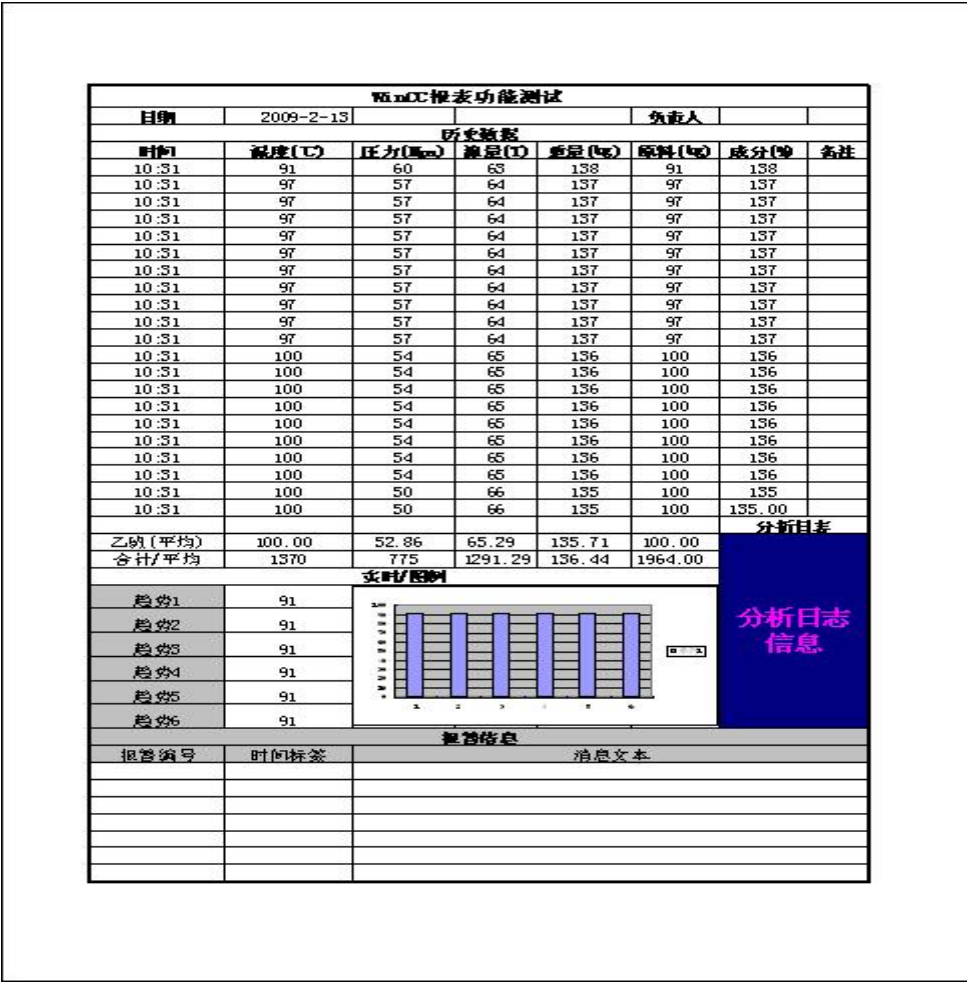 WinCC报表功能测试
日期 2009-2-13 负责人
历史数据
时间 温度(℃) 压力(Mpa) 流量(T) 重量(kg) 原料(kg) 成分(% 备注
10:31 91 60 63 138 91 138
10:31 97 57 64 137 97 137
10:31 97 57 64 137 97 137
10:31 97 57 64 137 97 137
10:31 97 57 64 137 97 137
10:31 97 57 64 137 97 137
10:31 97 57 64 137 97 137
10:31 97 57 64 137 97 137
10:31 97 57 64 137 97 137
10:31 97 57 64 137 97 137
10:31 97 57 64 137 97 137
10:31 100 54 65 136 100 136
10:31 100 54 65 136 100 136
10:31 100 54 65 136 100 136
10:31 100 54 65 136 100 136
10:31 100 54 65 136 100 136
10:31 100 54 65 136 100 136
10:31 100 54 65 136 100 136
10:31 100 54 65 136 100 136
10:31 100 50 66 135 100 135
10:31 100 50 66 135 100 135.00
分析日志
(平均) 100.00 52.86 65.29 135.71 100.00
合计/平均 1370 775 1291.29 136.44 1964.00
实时/图例
趋势1 91
趋势2 91
趋势3 91
趋势4 91
趋势5 91
趋势6 91
分析日志
信息
报警信息
报警编号 时间标签 消息文本